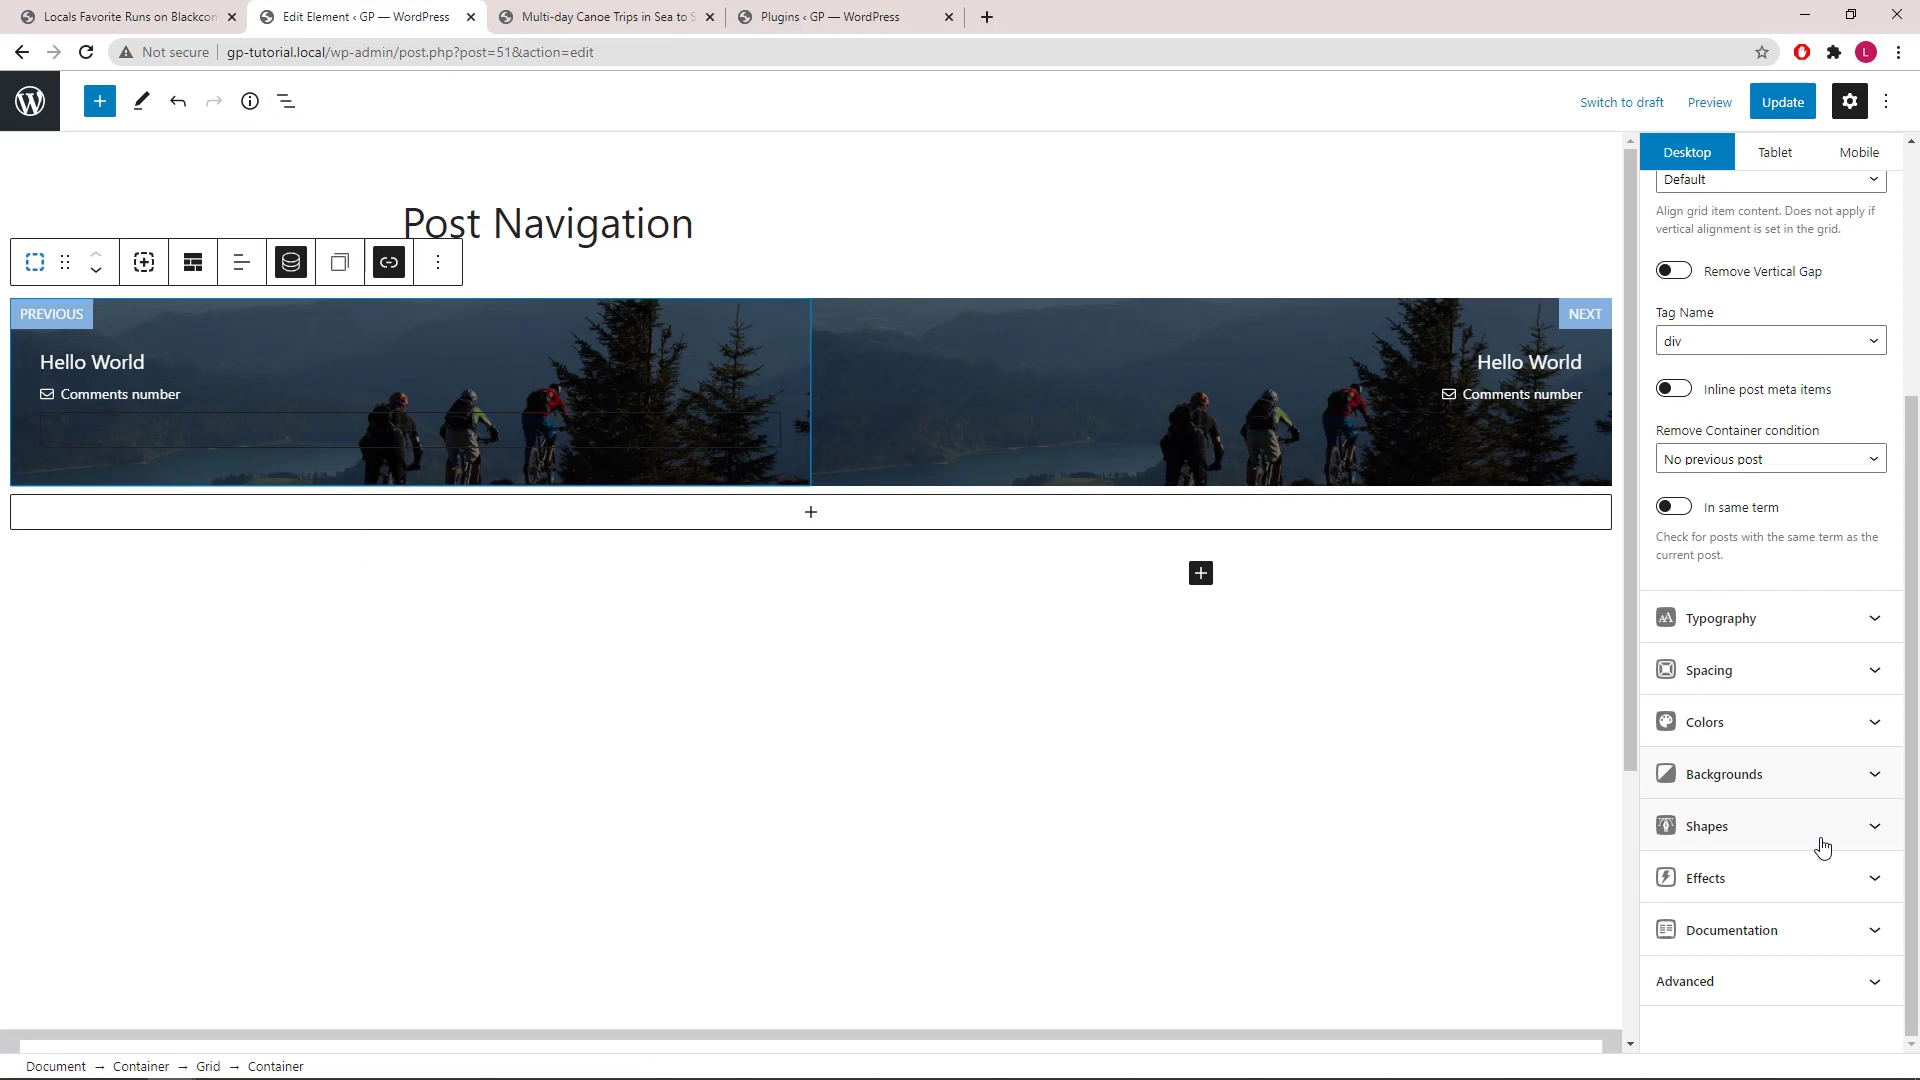 Locals Favorite Runs on Blackcon
Edit Element ‹ GP — WordPress
Multi-day Canoe Trips in Sea to S
Plugins ‹ GP — WordPress
Not secure
gp-tutorial.local/wp-admin/post.php?post=51&action=edit
L
Switch to draft
Preview
Update
Desktop
Tablet
Mobile
Default
Align grid item content. Does not apply if
vertical alignment is set in the grid.
Remove Vertical Gap
Tag Name
div
Inline post meta items
Remove Container condition
No previous post
In same term
Check for posts with the same term as the
current post.
Typography
Spacing
Colors
Backgrounds
Shapes
Effects
Documentation
Advanced
Post Navigation
PREVIOUS
Hello World
Comments number
NEXT
Hello World
Comments number
Document → Container → Grid → Container